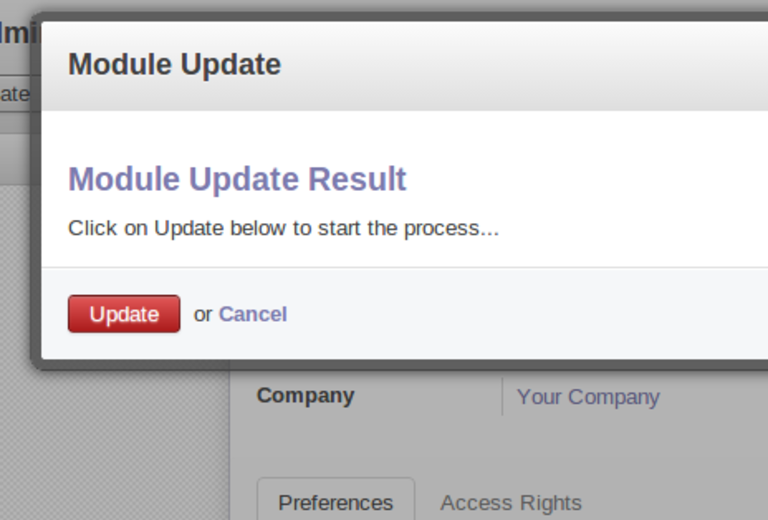 Module Update
ate
Module Update Result
Click on Update below to start the process...
Update or Cancel
Company Your Company
Preferences Access Rights